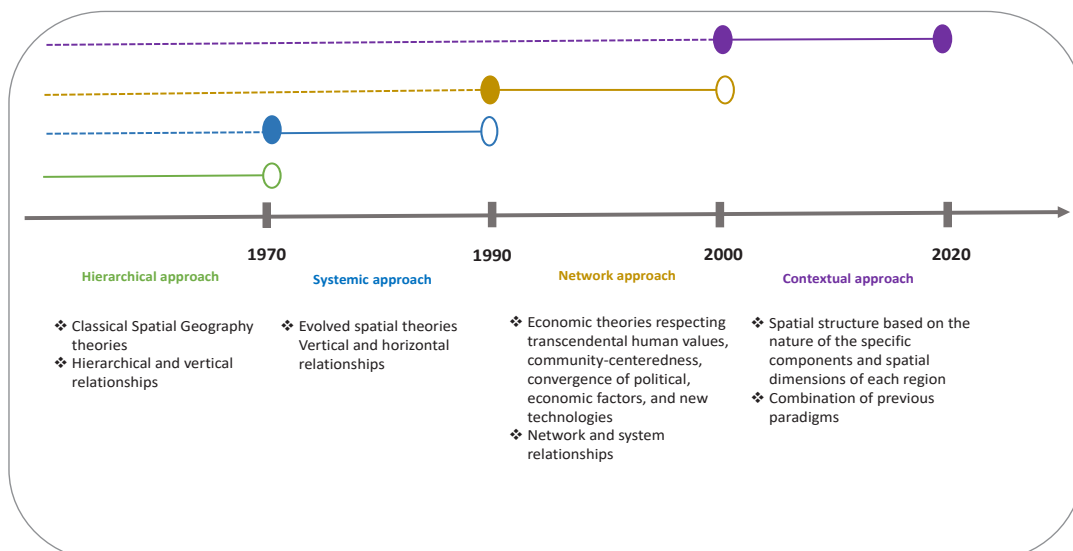 1970
1990
2000
2020
Hierarchical approach
❖ Classical Spatial Geography
theories
❖ Hierarchical and vertical
relationships
Systemic approach
❖ Evolved spatial theories
Vertical and horizontal
relationships
Network approach
❖ Economic theories respecting
transcendental human values,
community-centeredness,
convergence of political,
economic factors, and new
technologies
❖ Network and system
relationships
Contextual approach
❖ Spatial structure based on the
nature of the specific
components and spatial
dimensions of each region
❖ Combination of previous
paradigms